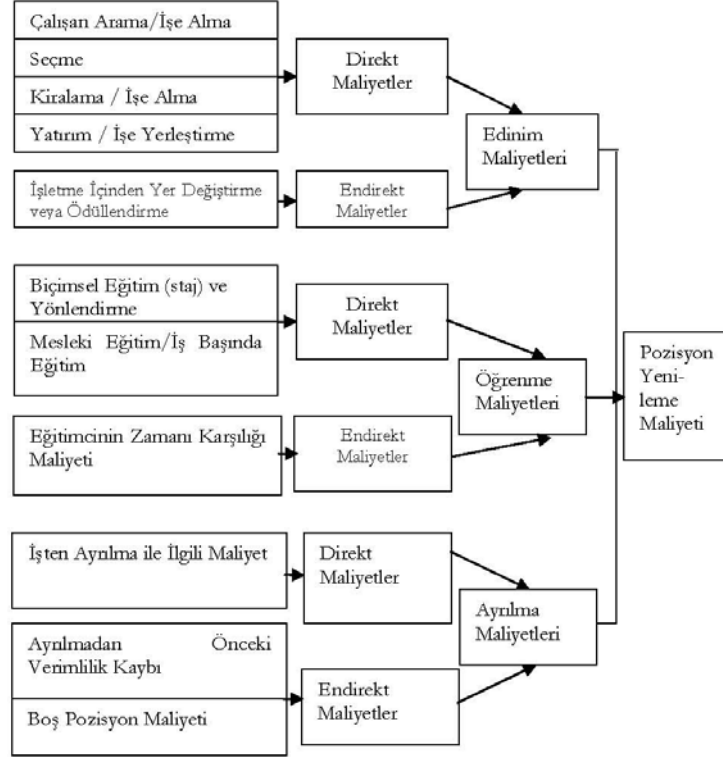 Çalışan Arama/İşe Alma
Seçme
Kiralama / İşe Alma
Yatırım / İşe Yerleştirme
Direkt
Maliyetler
Edinim
Maliyetleri
İşletme İçinden Yer Değiştirme
veya Ödüllendirme
Endirekt
Maliyetler
Biçimsel Eğitim (staj) ve
Yönlendirme
Mesleki Eğitim/İş Başında
Eğitim
Direkt
Maliyetler
Öğrenme
Maliyetleri
Eğitimcinin Zamanı Karşılığı
Maliyeti
Endirekt
Maliyetler
Pozisyon
Yeni-
leme
Maliyeti
İşten Ayrılma ile İlgili Maliyet
Direkt
Maliyetler
Ayrılma
Maliyetleri
Ayrılmadan Önceki
Verimlilik Kaybı
Boş Pozisyon Maliyeti
Endirekt
Maliyetler